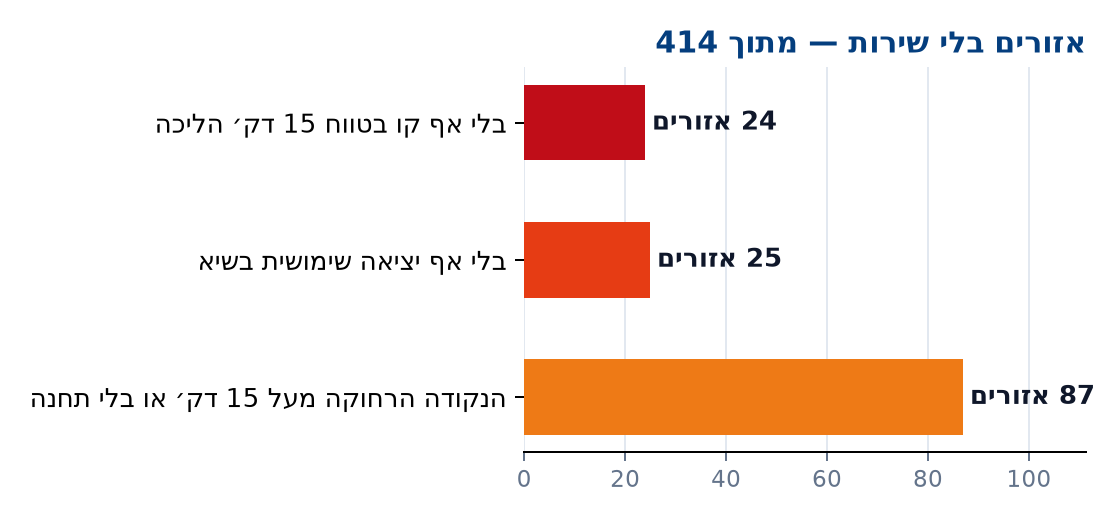 אזורים בלי שירות — מתוך 414
בלי אף קו בטווח 15 דק׳ הליכה
24 אזורים
בלי אף יציאה שימושית בשיא
25 אזורים
הנקודה הרחוקה מעל 15 דק׳ או בלי תחנה
87 אזורים
0 20 40 60 80 100